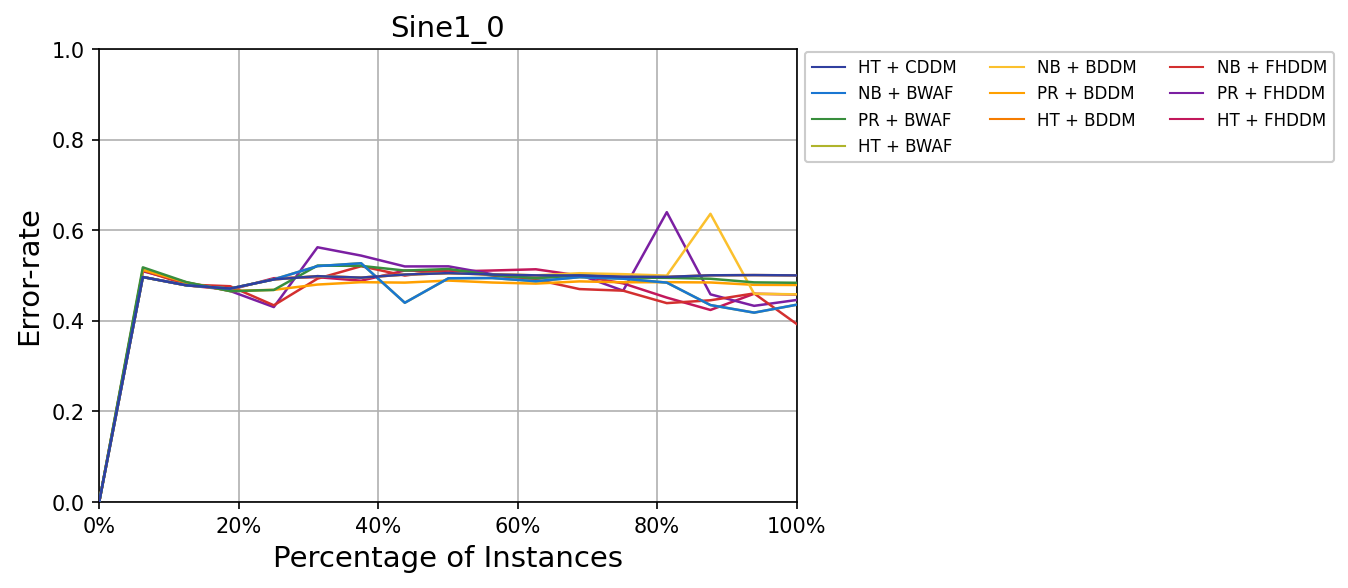 Sine1_0
1.0
0.8
0.6
0.4
0.2
0.0
Error-rate
0% 20% 40% 60% 80% 100%
Percentage of Instances
HT + CDDM
NB + BWAF
PR + BWAF
HT + BWAF
NB + BDDM
PR + BDDM
HT + BDDM
NB + FHDDM
PR + FHDDM
HT + FHDDM